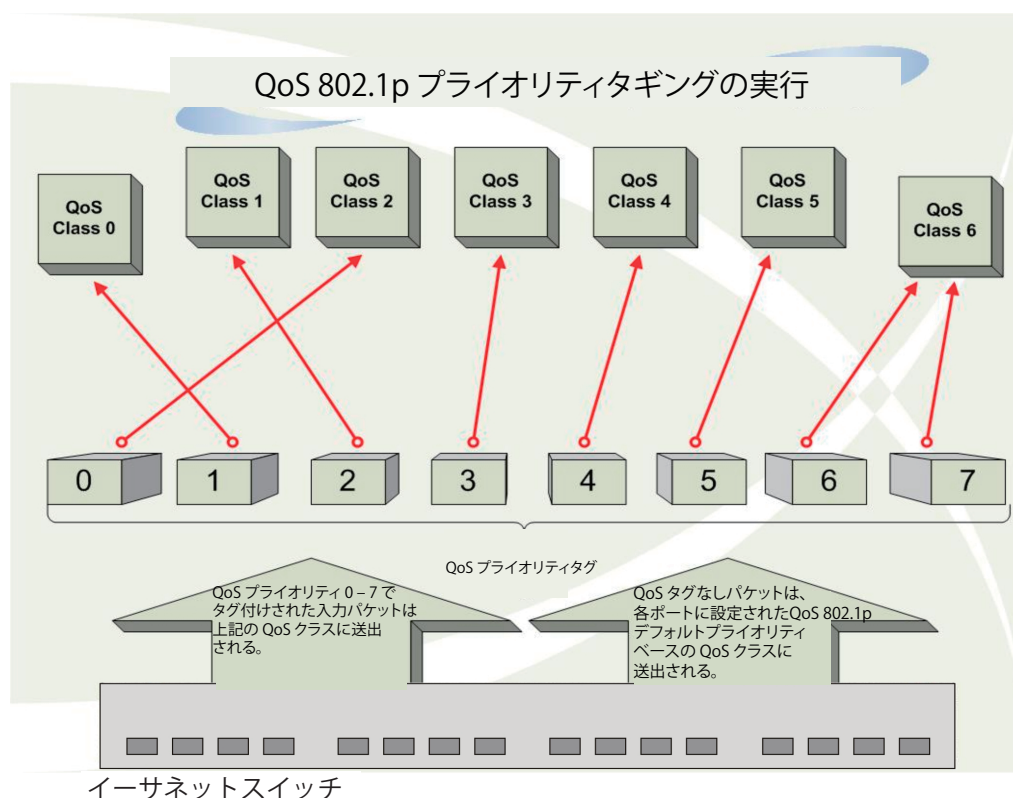 QoS 802.1p プライオリティタギングの実行
QoS
Class 0
QoS
Class 1
QoS
Class 2
QoS
Class 3
QoS
Class 4
QoS
Class 5
QoS
Class 6
0
1
2
3
4
5
6
7
QoS プライオリティタグ
QoS プライオリティ 0 – 7 で
タグ付けされた入力パケットは
上記の QoS クラスに送出
される。
QoS タグなしパケットは、
各ポートに設定されたQoS 802.1p
デフォルトプライオリティ
ベースの QoS クラスに
送出される。
イーサネットスイッチ